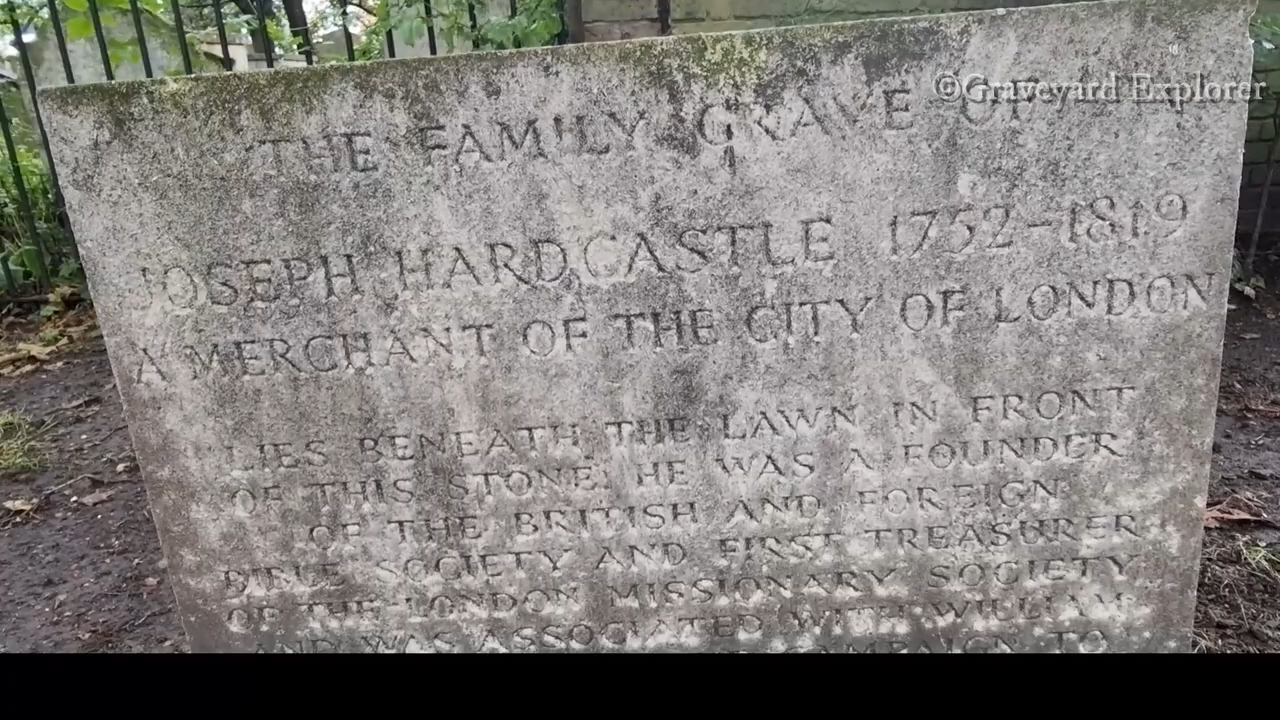 ©Graveyard Explorer
THE FAMILY GRAVE OF
JOSEPH HARDCASTLE 1752-1819
A MERCHANT OF THE CITY OF LONDON
LIES BENEATH THE LAWN IN FRONT
OF THIS STONE. HE WAS A FOUNDER
OF THE BRITISH AND FOREIGN
BIBLE SOCIETY AND FIRST TREASURER
OF THE LONDON MISSIONARY SOCIETY
AND WAS ASSOCIATED WITH WILLIAM
CAMPAIGN TO